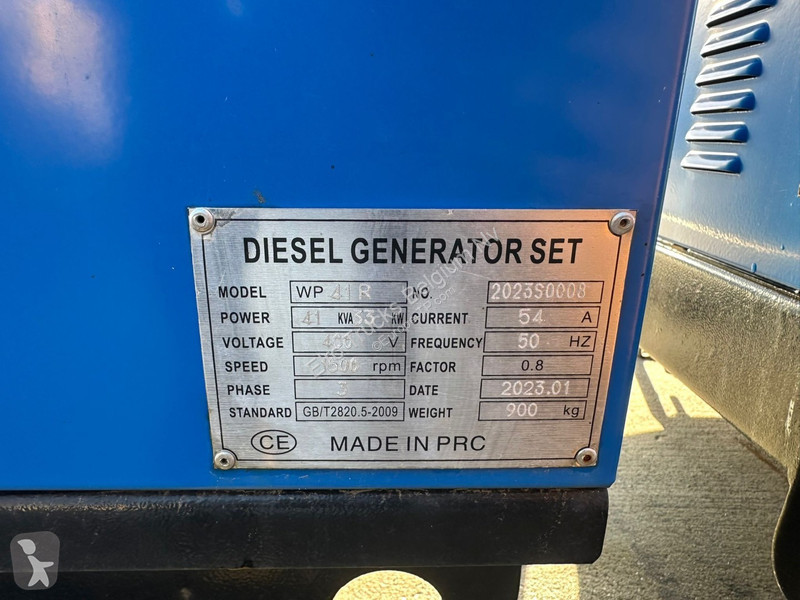 DIESEL GENERATOR SET
MODEL WP 41R NO. 2023S0008
POWER 41 KVA 33 KW CURRENT 54 A
VOLTAGE 400 V FREQUENCY 50 HZ
SPEED rpm FACTOR 0.8
PHASE 3 DATE 2023.01
STANDARD GB/T2820.5-2009 WEIGHT 900 kg
CE MADE IN PRC